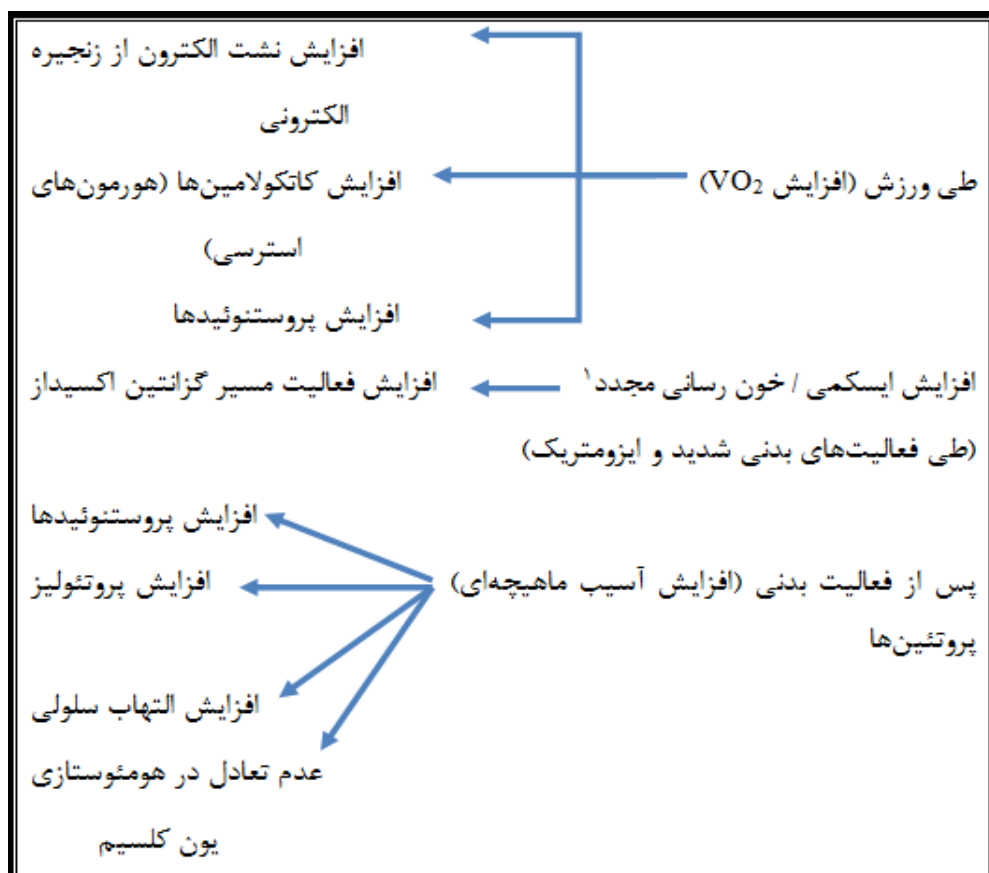 افزایش نشت الکترون از زنجیره
الکترونی
طی ورزش (افزایش VO2)
افزایش کاتکولامین‌ها (هورمون‌های
استرسی)
افزایش پروستنوئیدها
افزایش ایسکمی / خون رسانی مجدد۱
افزایش فعالیت مسیر گزانتین اکسیداز
(طی فعالیت‌های بدنی شدید و ایزومتریک)
افزایش پروستنوئیدها
پس از فعالیت بدنی (افزایش آسیب ماهیچه‌ای)
افزایش پروتئولیز
پروتئین‌ها
افزایش التهاب سلولی
عدم تعادل در هومئوستازی
یون کلسیم